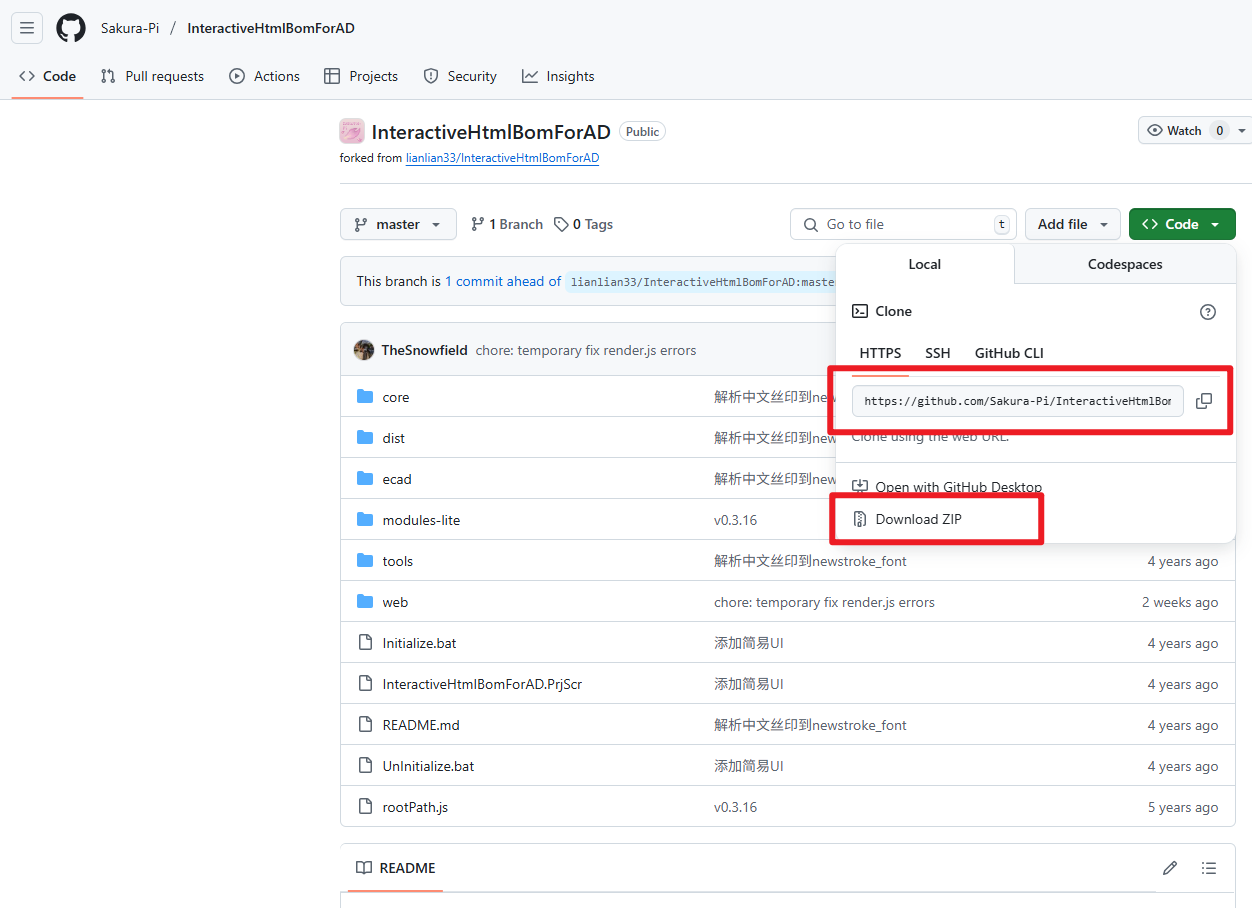 Sakura-Pi / InteractiveHtmlBomForAD
Code Pull requests Actions Projects Security Insights
InteractiveHtmlBomForAD Public
Watch 0
forked from lianlian33/InteractiveHtmlBomForAD
master 1 Branch 0 Tags Go to file t Add file Code
Local Codespaces
This branch is 1 commit ahead of lianlian33/InteractiveHtmlBomForAD:master
Clone
HTTPS SSH GitHub CLI
https://github.com/Sakura-Pi/InteractiveHtmlBom
Clone using the web URL.
Open with GitHub Desktop
Download ZIP
TheSnowfield chore: temporary fix render.js errors
core 解析中文丝印到new
dist 解析中文丝印到new
ecad 解析中文丝印到new
modules-lite v0.3.16
tools 解析中文丝印到newstroke_font 4 years ago
web chore: temporary fix render.js errors 2 weeks ago
Initialize.bat 添加简易UI 4 years ago
InteractiveHtmlBomForAD.PrjScr 添加简易UI 4 years ago
README.md 解析中文丝印到newstroke_font 4 years ago
UnInitialize.bat 添加简易UI 4 years ago
rootPath.js v0.3.16 5 years ago
README